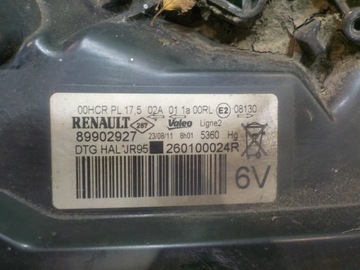 00HCR PL 17,5 02A 01 1a 00RL E2 08130
RENAULT 267 Valeo Ligne2
89902927 23/08/11 8h01 5360 Hg
DTG HAL"JR95 260100024R
6V